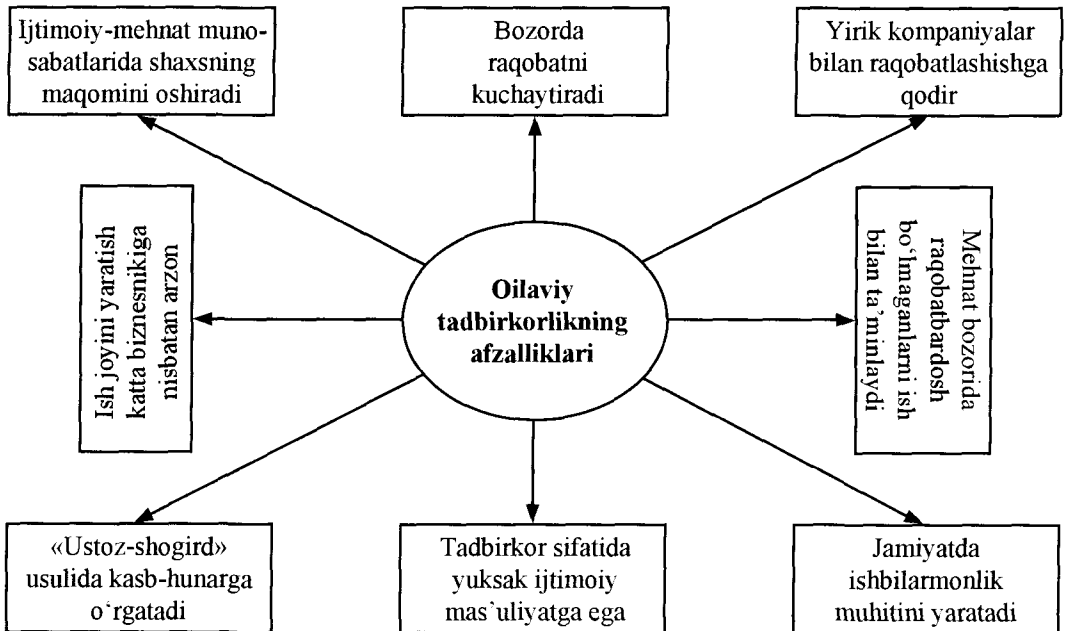 Ijtimoiy-mehnat muno-
sabatlarida shaxsning
maqomini oshiradi
Bozorda
raqobatni
kuchaytiradi
Yirik kompaniyalar
bilan raqobatlashishga
qodir
Ish joyini yaratish
katta biznesnikiga
nisbatan arzon
Oilaviy
tadbirkorlikning
afzalliklari
Mehnat bozorida
raqobatbardosh
bo‘lmaganlarni ish
bilan ta’minlaydi
«Ustoz-shogird»
usulida kasb-hunarga
o‘rgatadi
Tadbirkor sifatida
yuksak ijtimoiy
mas‘uliyatga ega
Jamiyatda
ishbilarmonlik
muhitini yaratadi